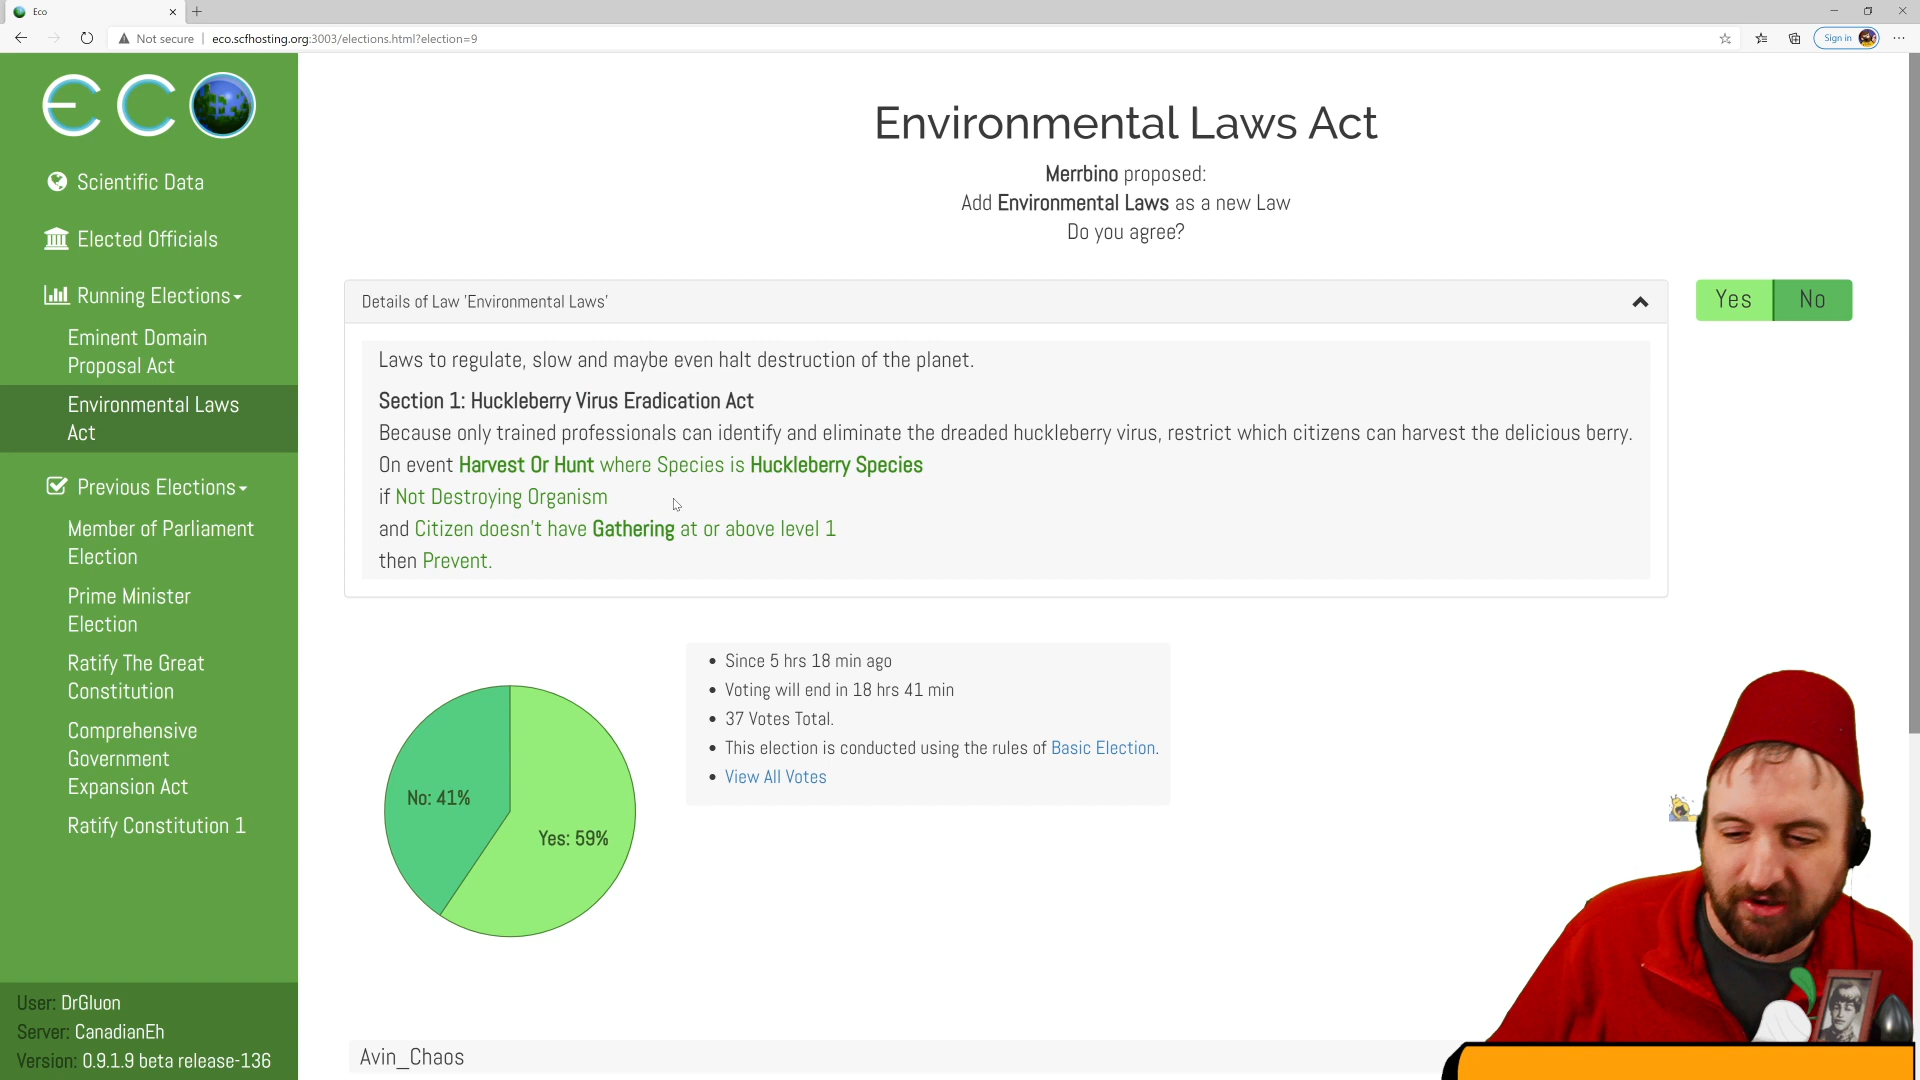 Eco
Not secure
eco.scfhosting.org:3003/elections.html?election=9
Sign in
ECO
Scientific Data
Elected Officials
Running Elections
Eminent Domain
Proposal Act
Environmental Laws
Act
Previous Elections
Member of Parliament
Election
Prime Minister
Election
Ratify The Great
Constitution
Comprehensive
Government
Expansion Act
Ratify Constitution 1
User: DrGluon
Server: CanadianEh
Version: 0.9.1.9 beta release-136
Environmental Laws Act
Merrbino proposed:
Add Environmental Laws as a new Law
Do you agree?
Details of Law 'Environmental Laws'
Yes
No
Laws to regulate, slow and maybe even halt destruction of the planet.
Section 1: Huckleberry Virus Eradication Act
Because only trained professionals can identify and eliminate the dreaded huckleberry virus, restrict which citizens can harvest the delicious berry.
On event Harvest Or Hunt where Species is Huckleberry Species
if Not Destroying Organism
and Citizen doesn't have Gathering at or above level 1
then Prevent.
No: 41%
Yes: 59%
Since 5 hrs 18 min ago
Voting will end in 18 hrs 41 min
37 Votes Total.
This election is conducted using the rules of Basic Election.
View All Votes
Avin_Chaos